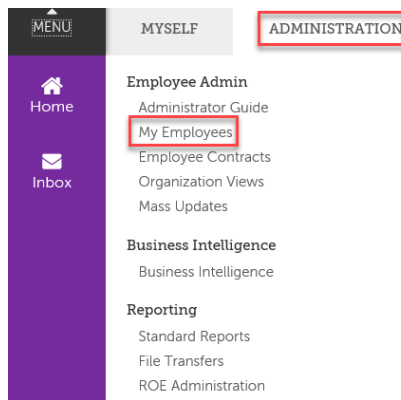 MENU
MYSELF
ADMINISTRATION
Home
Inbox
Employee Admin
Administrator Guide
My Employees
Employee Contracts
Organization Views
Mass Updates
Business Intelligence
Business Intelligence
Reporting
Standard Reports
File Transfers
ROE Administration